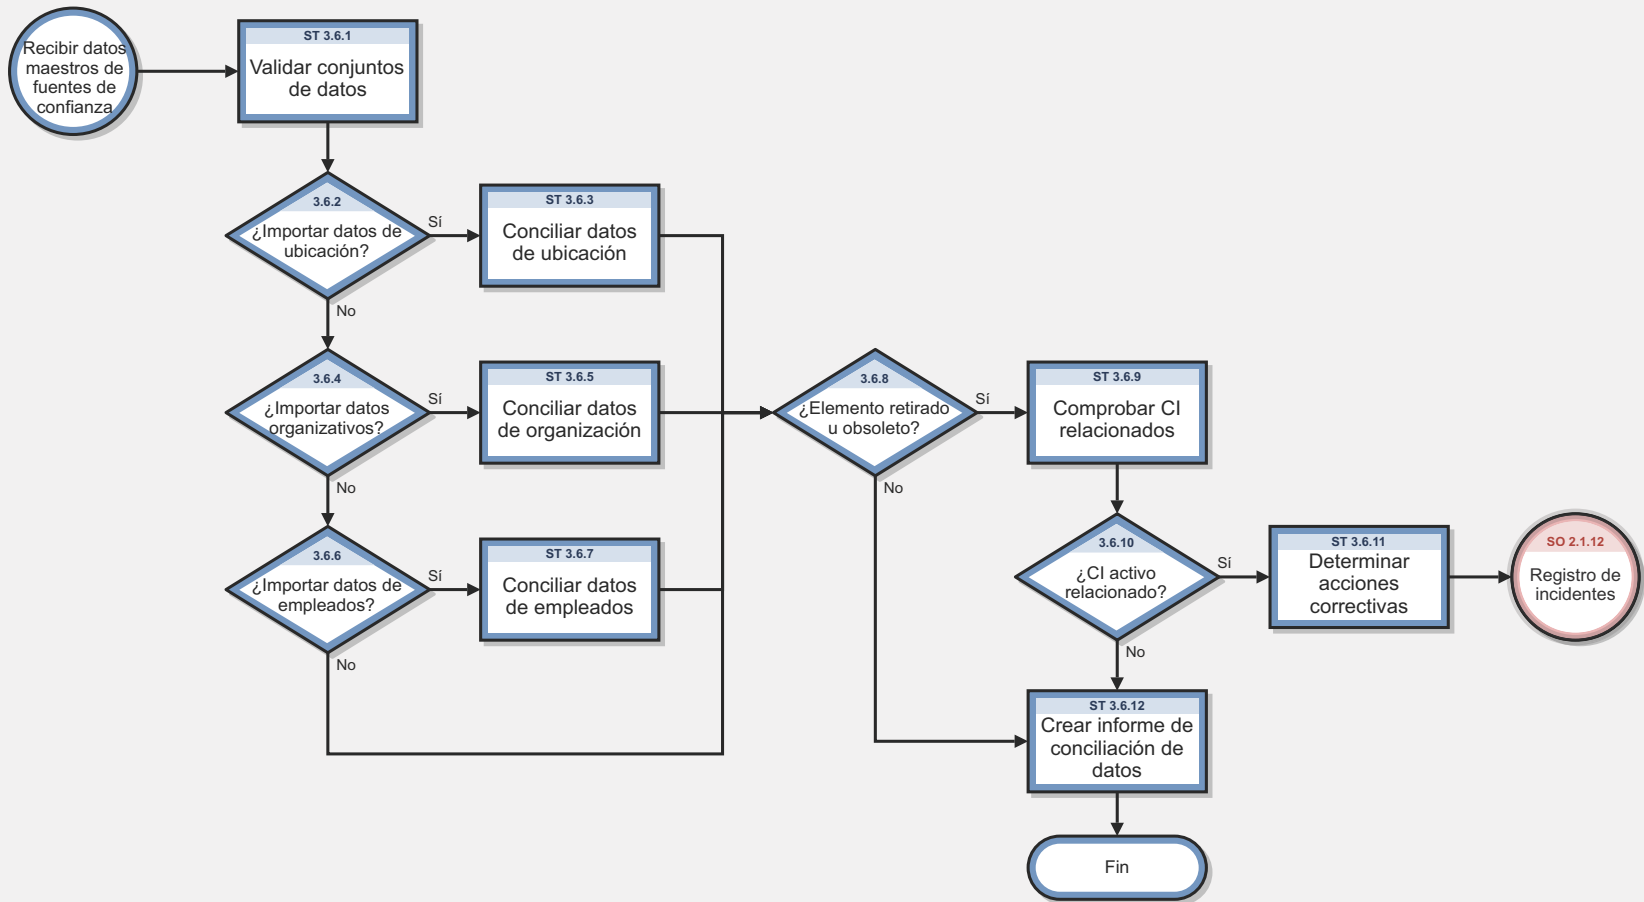 Recibir datos
maestros de
fuentes de
confianza
ST 3.6.1
Validar conjuntos
de datos
3.6.2
¿Importar datos de
ubicación?
Sí
No
ST 3.6.3
Conciliar datos
de ubicación
3.6.4
¿Importar datos
organizativos?
Sí
No
ST 3.6.5
Conciliar datos
de organización
3.6.6
¿Importar datos de
empleados?
Sí
No
ST 3.6.7
Conciliar datos
de empleados
3.6.8
¿Elemento retirado
u obsoleto?
Sí
No
ST 3.6.9
Comprobar CI
relacionados
3.6.10
¿CI activo
relacionado?
Sí
No
ST 3.6.11
Determinar
acciones
correctivas
SO 2.1.12
Registro de
incidentes
ST 3.6.12
Crear informe de
conciliación de
datos
Fin